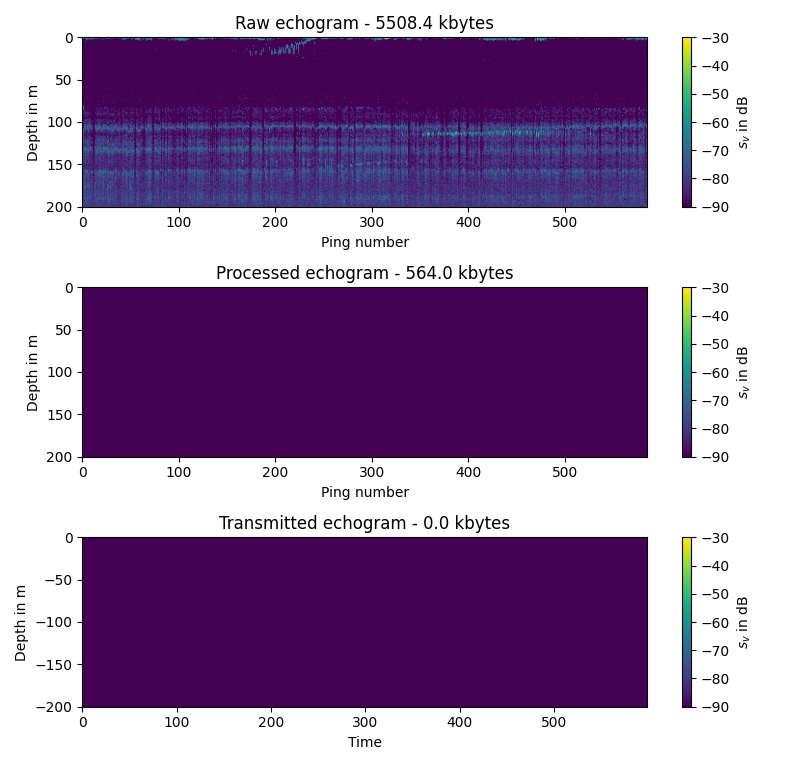 Raw echogram - 5508.4 kbytes
0
50
100
150
200
Depth in m
0 100 200 300 400 500
Ping number
−30
−40
−50
−60
−70
−80
−90
sv in dB
Processed echogram - 564.0 kbytes
0
50
100
150
200
Depth in m
0 100 200 300 400 500
Ping number
−30
−40
−50
−60
−70
−80
−90
sv in dB
Transmitted echogram - 0.0 kbytes
0
−50
−100
−150
−200
Depth in m
0 100 200 300 400 500
Time
−30
−40
−50
−60
−70
−80
−90
sv in dB